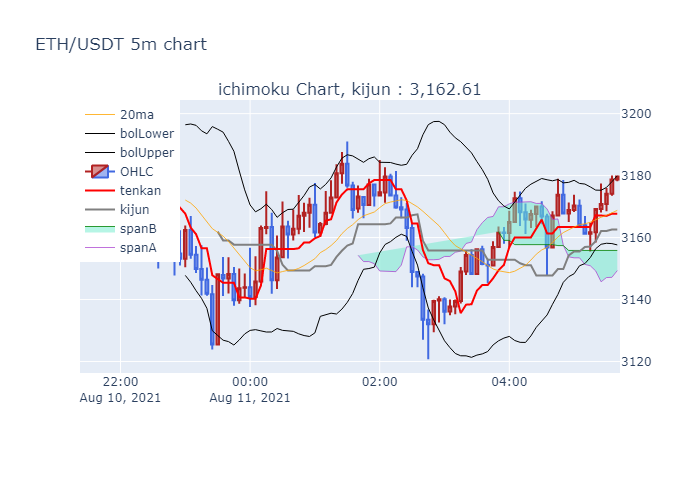 ETH/USDT 5m chart
ichimoku Chart, kijun : 3,162.61
20ma
bolLower
bolUpper
OHLC
tenkan
kijun
spanB
spanA
3200
3180
3160
3140
3120
22:00
Aug 10, 2021
00:00
Aug 11, 2021
02:00
04:00